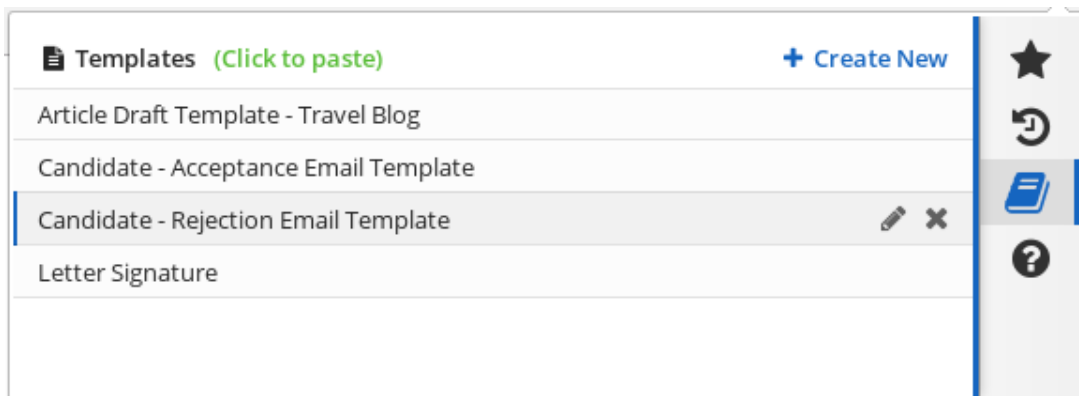 Templates (Click to paste) + Create New
Article Draft Template - Travel Blog
Candidate - Acceptance Email Template
Candidate - Rejection Email Template
Letter Signature